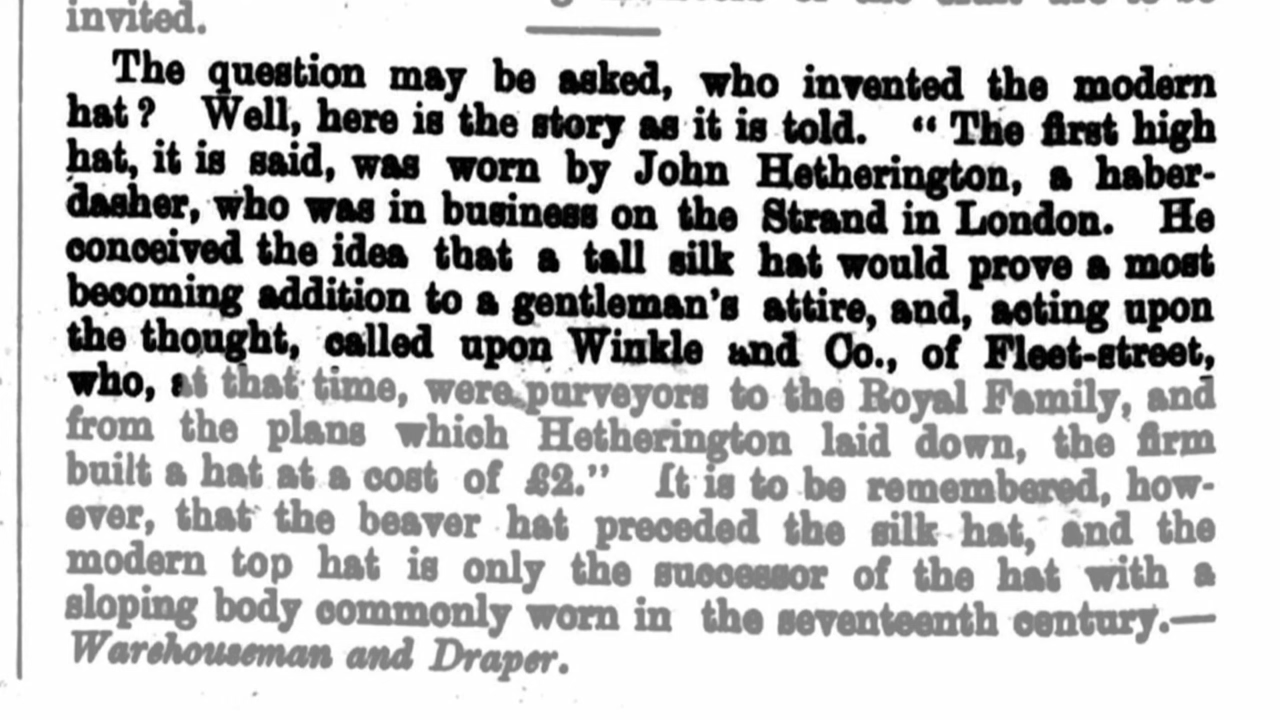 invited.
The question may be asked, who invented the modern
hat? Well, here is the story as it is told. “The first high
hat, it is said, was worn by John Hetherington, a haber-
dasher, who was in business on the Strand in London. He
conceived the idea that a tall silk hat would prove a most
becoming addition to a gentleman's attire, and, acting upon
the thought, called upon Winkle and Co., of Fleet-street,
who, at that time, were purveyors to the Royal Family, and
from the plans which Hetherington laid down, the firm
built a hat at a cost of £2.” It is to be remembered, how-
ever, that the beaver hat preceded the silk hat, and the
modern top hat is only the successor of the hat with a
sloping body commonly worn in the seventeenth century.—
Warehouseman and Draper.